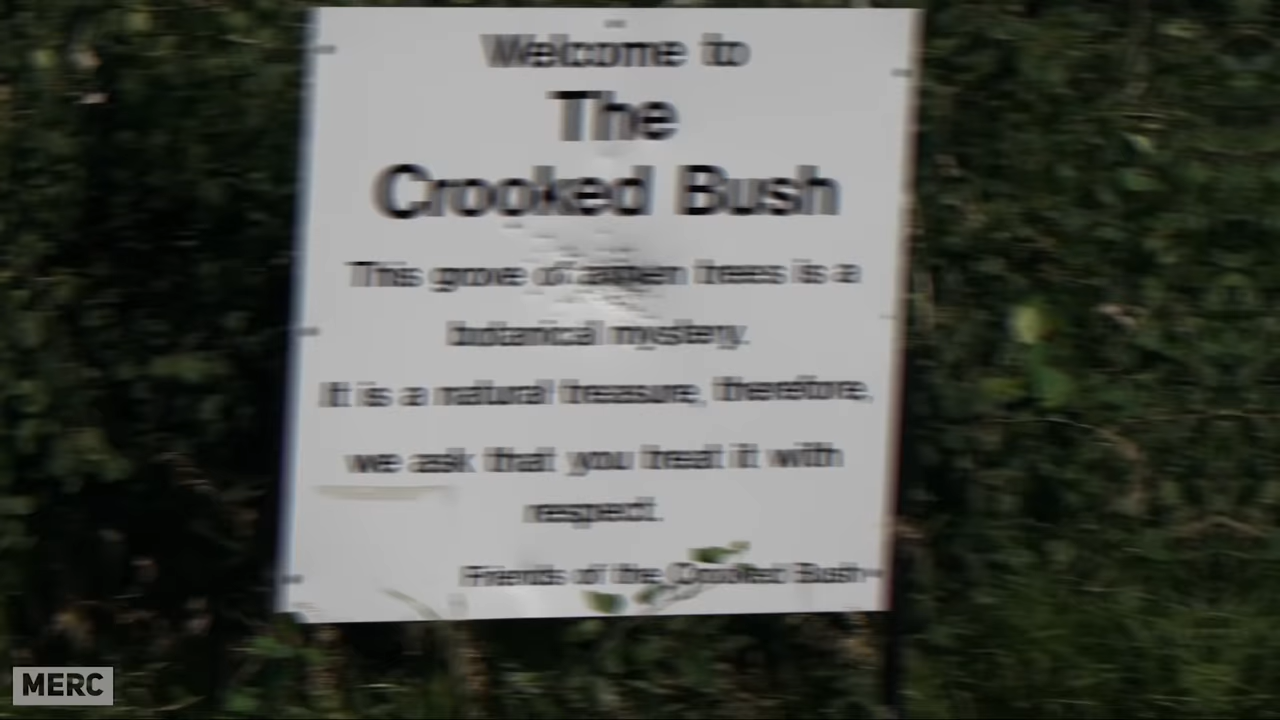 Welcome to
The
Crooked Bush
This grove of aspen trees is a
botanical mystery.
It is a natural treasure, therefore,
we ask that you treat it with
respect.
Friends of the Crooked Bush
MERC